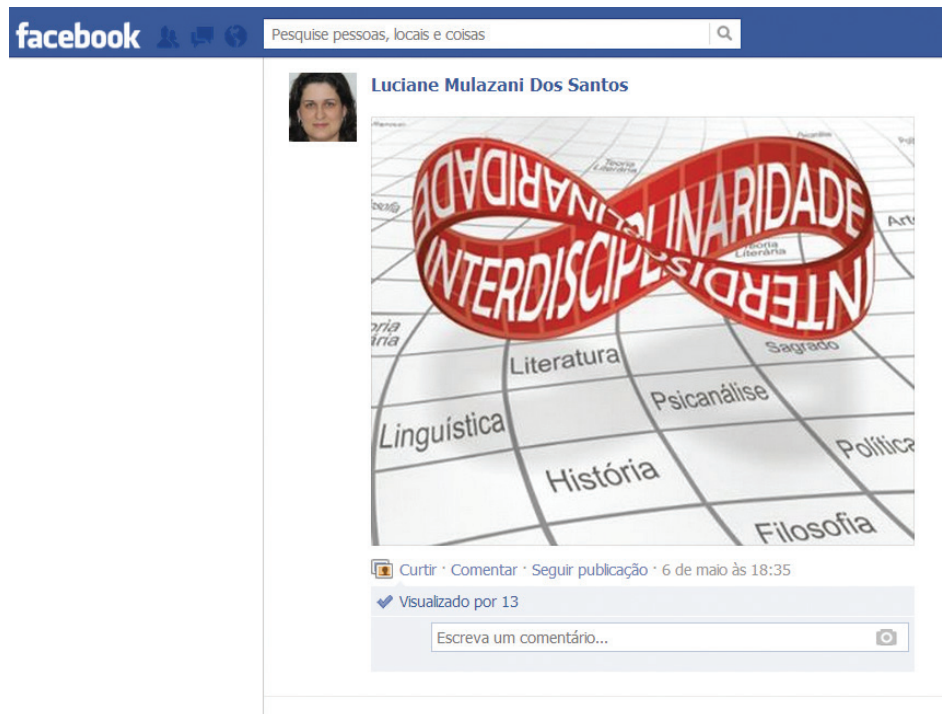 facebook
Pesquise pessoas, locais e coisas
Luciane Mulazani Dos Santos
Teoria Literária
Psicanálise
INTERDISCIPLINARIDADE
INTERDISCIPLINARIDADE
Teoria Literária
Literatura
Sagrado
Psicanálise
Linguística
Política
História
Filosofia
Curtir · Comentar · Seguir publicação · 6 de maio às 18:35
Visualizado por 13
Escreva um comentário...